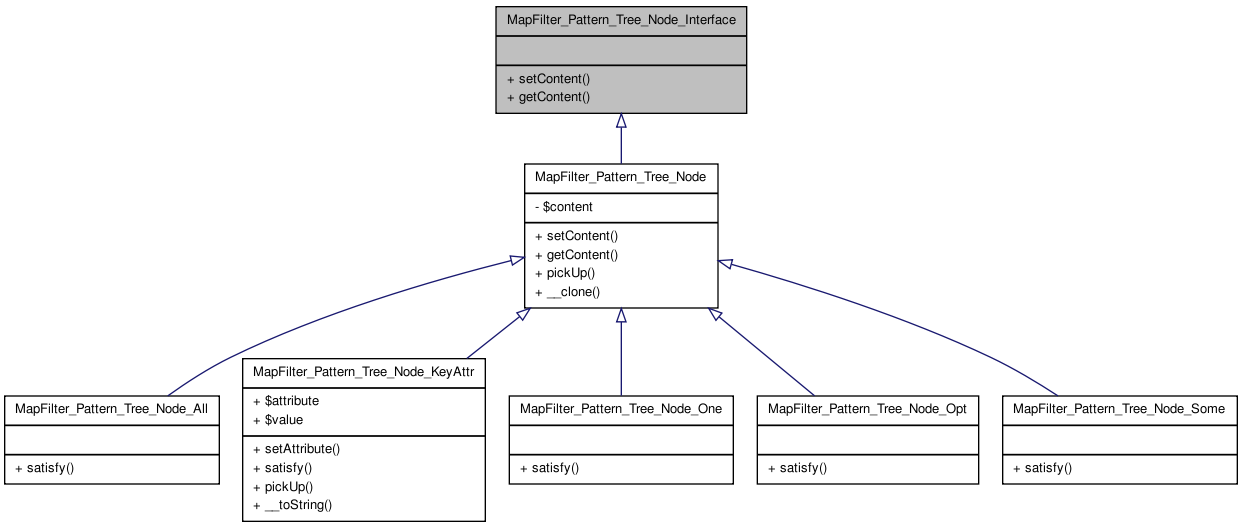 MapFilter_Pattern_Tree_Node_Interface
+ setContent()
+ getContent()
MapFilter_Pattern_Tree_Node
- $content
+ setContent()
+ getContent()
+ pickUp()
+ __clone()
MapFilter_Pattern_Tree_Node_All
+ satisfy()
MapFilter_Pattern_Tree_Node_KeyAttr
+ $attribute
+ $value
+ setAttribute()
+ satisfy()
+ pickUp()
+ __toString()
MapFilter_Pattern_Tree_Node_One
+ satisfy()
MapFilter_Pattern_Tree_Node_Opt
+ satisfy()
MapFilter_Pattern_Tree_Node_Some
+ satisfy()